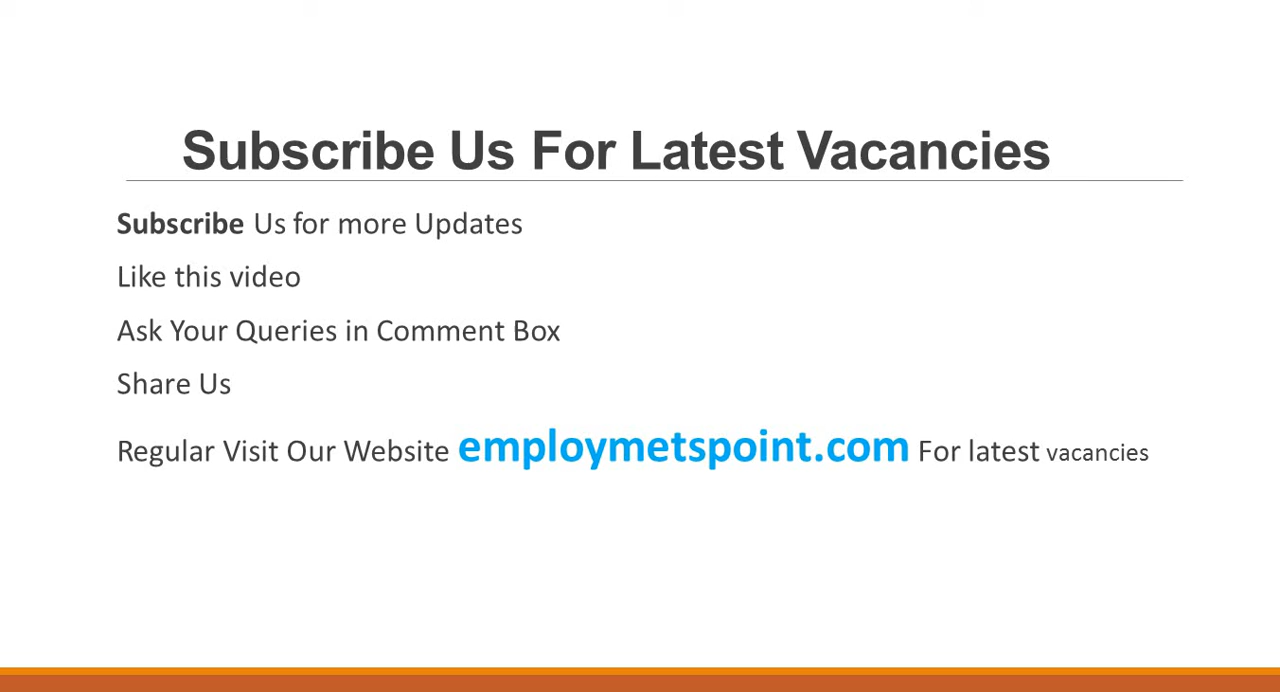 Subscribe Us For Latest Vacancies
Subscribe Us for more Updates
Like this video
Ask Your Queries in Comment Box
Share Us
Regular Visit Our Website employmetspoint.com For latest vacancies